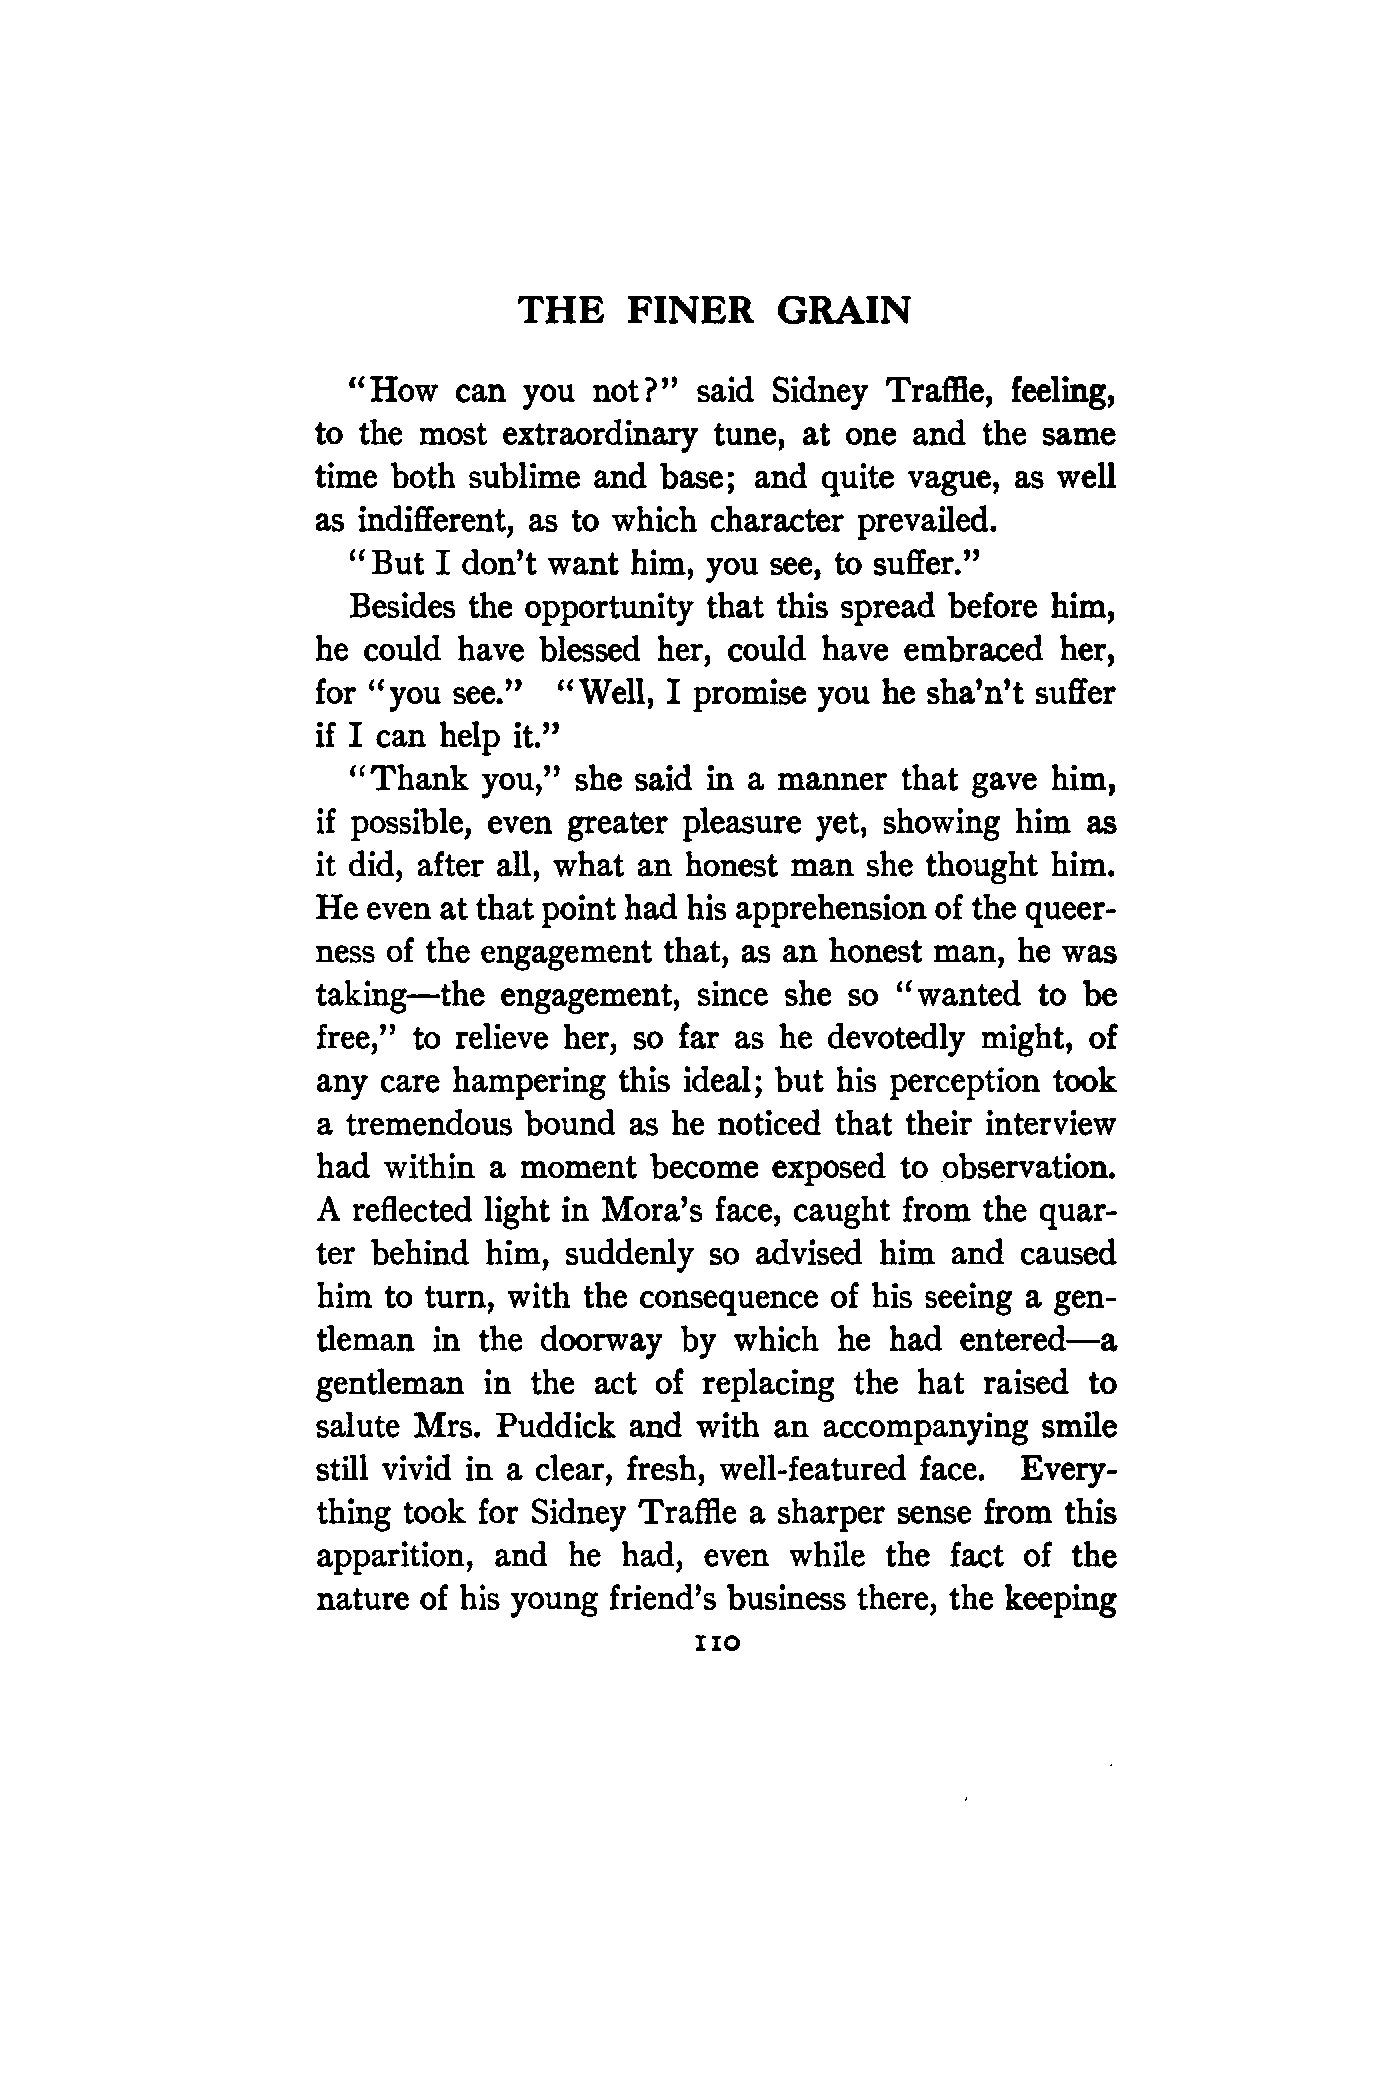 THE FINER GRAIN
“How can you not?” said Sidney Traffle, feeling,
to the most extraordinary tune, at one and the same
time both sublime and base; and quite vague, as well
as indifferent, as to which character prevailed.
“But I don’t want him, you see, to suffer.”
Besides the opportunity that this spread before him,
he could have blessed her, could have embraced her,
for “you see.” “Well, I promise you he sha’n’t suffer
if I can help it.”
“Thank you,” she said in a manner that gave him,
if possible, even greater pleasure yet, showing him as
it did, after all, what an honest man she thought him.
He even at that point had his apprehension of the queer-
ness of the engagement that, as an honest man, he was
taking—the engagement, since she so “wanted to be
free,” to relieve her, so far as he devotedly might, of
any care hampering this ideal; but his perception took
a tremendous bound as he noticed that their interview
had within a moment become exposed to observation.
A reflected light in Mora’s face, caught from the quar-
ter behind him, suddenly so advised him and caused
him to turn, with the consequence of his seeing a gen-
tleman in the doorway by which he had entered—a
gentleman in the act of replacing the hat raised to
salute Mrs. Puddick and with an accompanying smile
still vivid in a clear, fresh, well-featured face. Every-
thing took for Sidney Traffle a sharper sense from this
apparition, and he had, even while the fact of the
nature of his young friend’s business there, the keeping
110